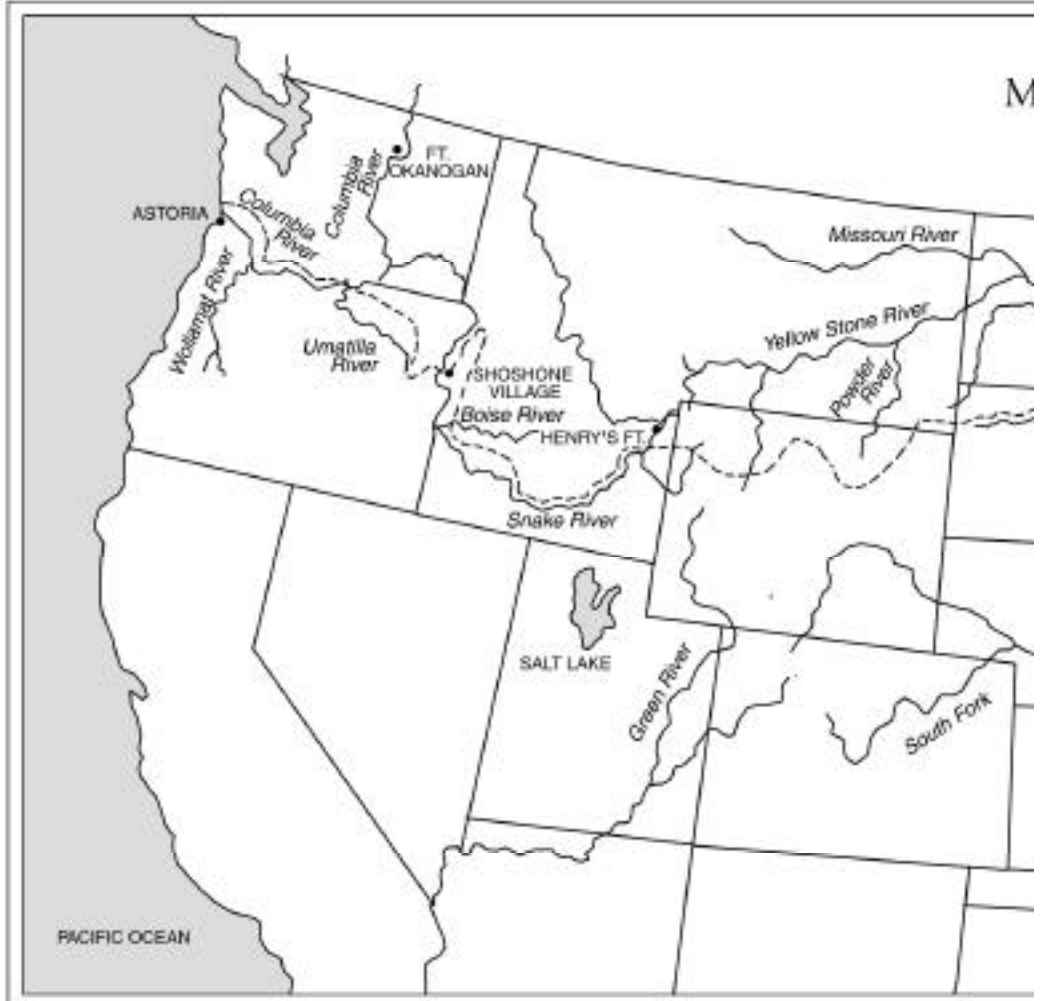 M
FT.
OKANOGAN
Columbia
River
ASTORIA
Columbia
River
Missouri River
Wollamat River
Yellow Stone River
Umatilla
River
Powder
River
SHOSHONE
VILLAGE
Boise River
HENRY'S FT.
Snake River
SALT LAKE
Green River
South Fork
PACIFIC OCEAN